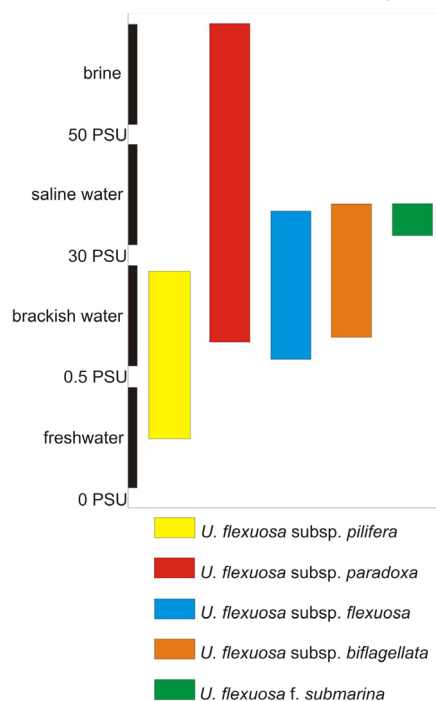 brine
50 PSU
saline water
30 PSU
brackish water
0.5 PSU
freshwater
0 PSU
U. flexuosa subsp. pilifera
U. flexuosa subsp. paradoxa
U. flexuosa subsp. flexuosa
U. flexuosa subsp. biflagellata
U. flexuosa f. submarina